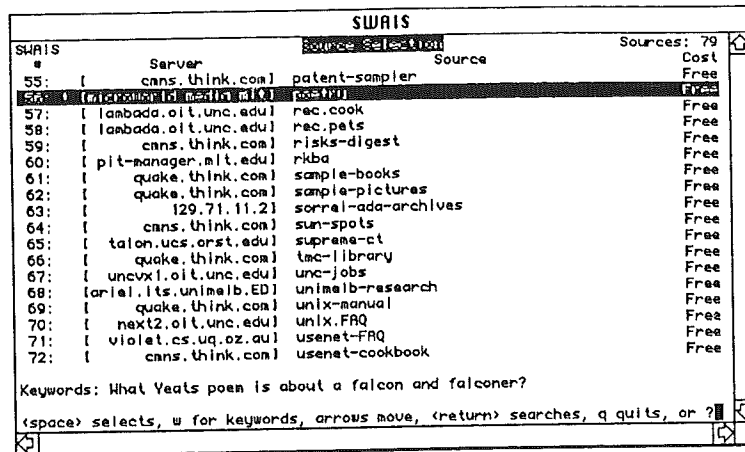 SWAIS
SWAIS Source Selection Sources: 79
# Server Source Cost
55: [ cmns.think.com] patent-sampler Free
56: * [microworld.media.mit] poetry Free
57: [ lambada.oit.unc.edu] rec.cook Free
58: [ lambada.oit.unc.edu] rec.pets Free
59: [ cmns.think.com] risks-digest Free
60: [ pit-manager.mit.edu] rkba Free
61: [ quake.think.com] sample-books Free
62: [ quake.think.com] sample-pictures Free
63: [ 129.71.11.2] sorrel-ada-archives Free
64: [ cmns.think.com] sun-spots Free
65: [ talon.ucs.orst.edu] supreme-ct Free
66: [ quake.think.com] tmc-library Free
67: [ uncvx1.oit.unc.edu] unc-jobs Free
68: [ariel.its.unimelb.ED] unimelb-research Free
69: [ quake.think.com] unix-manual Free
70: [ next2.oit.unc.edu] unix.FAQ Free
71: [ violet.cs.uq.oz.au] usenet-FAQ Free
72: [ cmns.think.com] usenet-cookbook Free
Keywords: What Yeats poem is about a falcon and falconer?
<space> selects, w for keywords, arrows move, <return> searches, q quits, or ?